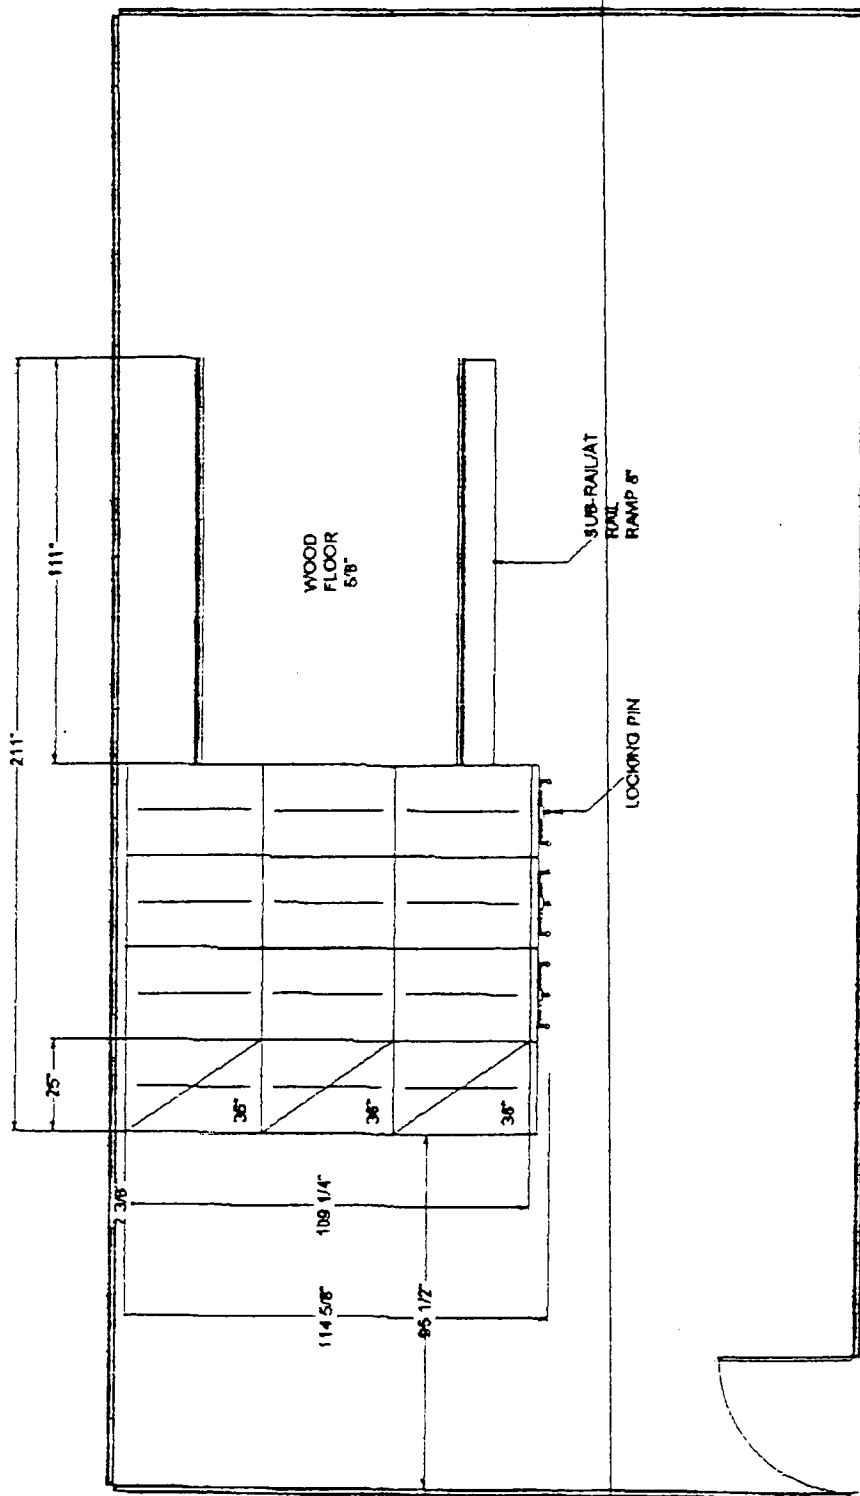 211"
111"
WOOD
FLOOR
5/8"
SUB-RAIL/AT
RAIL
RAMP 8"
LOCKING PIN
25"
36"
36"
36"
2 3/8"
109 1/4"
114 5/8"
95 1/2"